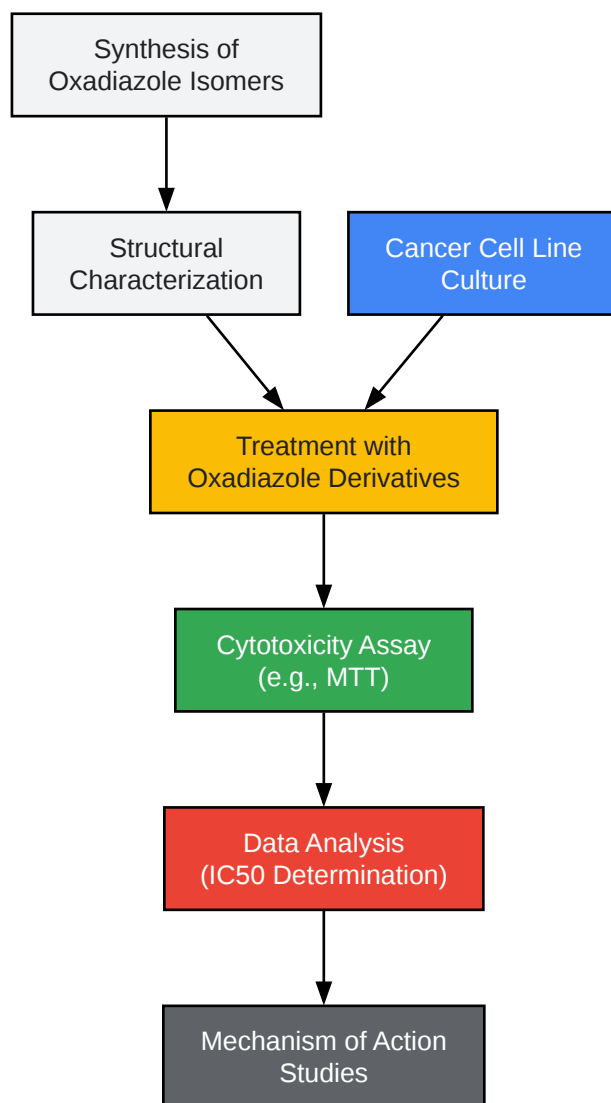 Synthesis of
Oxadiazole Isomers
Structural
Characterization
Cancer Cell Line
Culture
Treatment with
Oxadiazole Derivatives
Cytotoxicity Assay
(e.g., MTT)
Data Analysis
(IC50 Determination)
Mechanism of Action
Studies